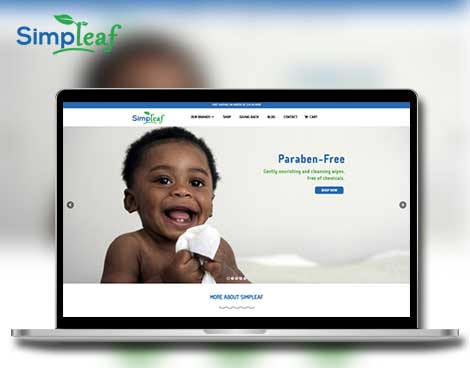 Simpleaf
Simpleaf
OUR BRANDS SHOP GIVING BACK BLOG CONTACT CART
Paraben-Free
Gently nourishing and cleansing wipes,
free of chemicals.
SHOP NOW
MORE ABOUT SIMPLEAF